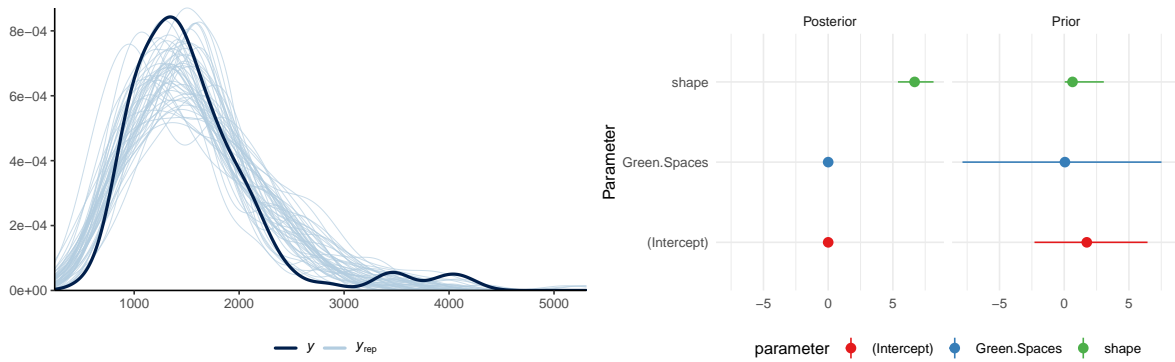 8e−04
6e−04
4e−04
2e−04
0e+00
1000 2000 3000 4000 5000
y yrep
Posterior Prior
Parameter
shape
Green.Spaces
(Intercept)
−5 0 5 −5 0 5
parameter (Intercept) Green.Spaces shape